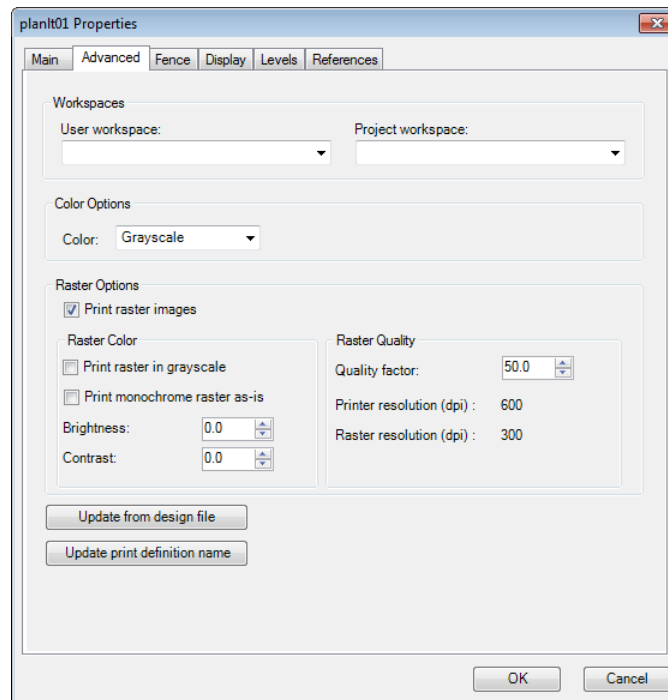 planlt01 Properties
Main Advanced Fence Display Levels References
Workspaces
User workspace: Project workspace:
Color Options
Color: Grayscale
Raster Options
Print raster images
Raster Color Raster Quality
Print raster in grayscale Quality factor: 50.0
Print monochrome raster as-is Printer resolution (dpi) : 600
Brightness: 0.0 Raster resolution (dpi) : 300
Contrast: 0.0
Update from design file
Update print definition name
OK Cancel